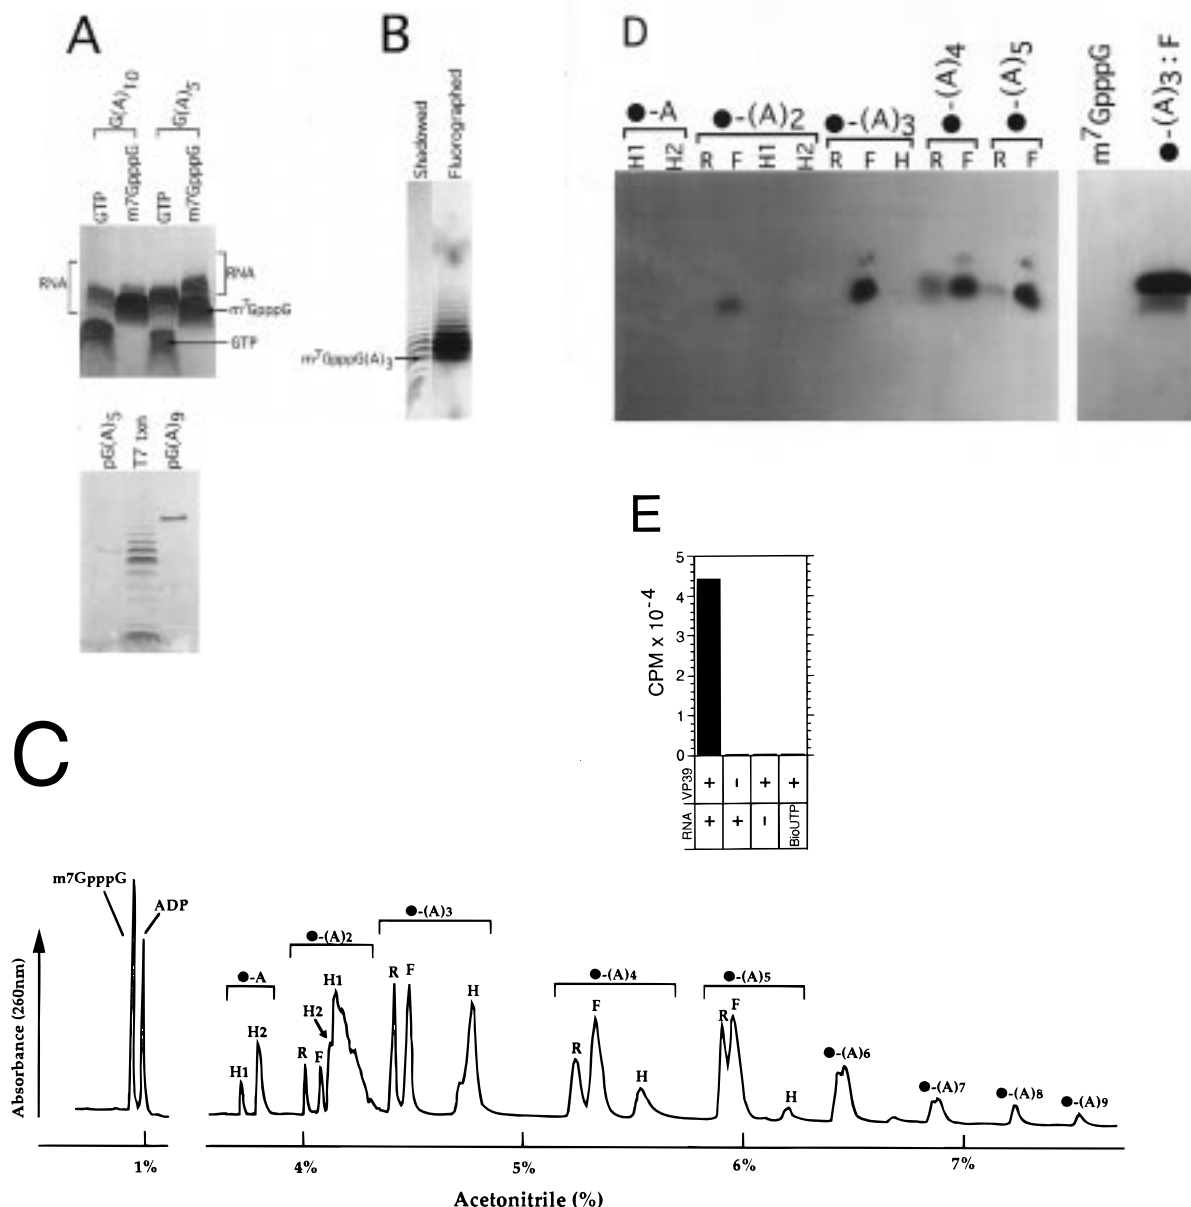 A
G(A)10
G(A)5
GTP
m7GpppG
GTP
m7GpppG
RNA
RNA
m7GpppG
GTP
pG(A)5
T7 txn
pG(A)9
B
Shadowed
Fluorographed
m7GpppG(A)3
D
●-A
●-(A)2
●-(A)3
●-(A)4
●-(A)5
m7GpppG
●-(A)3:F
H1 H2 R F H1 H2 R F H R F R F
E
5
4
3
2
1
0
CPM x 10-4
VP39 + - + +
RNA + + - BioUTP
C
m7GpppG
ADP
●-A
H1
H2
●-(A)2
R
F
H2
H1
●-(A)3
R
F
H
●-(A)4
R
F
H
●-(A)5
R
F
H
●-(A)6
●-(A)7
●-(A)8
●-(A)9
Absorbance (260nm)
1% 4% 5% 6% 7%
Acetonitrile (%)